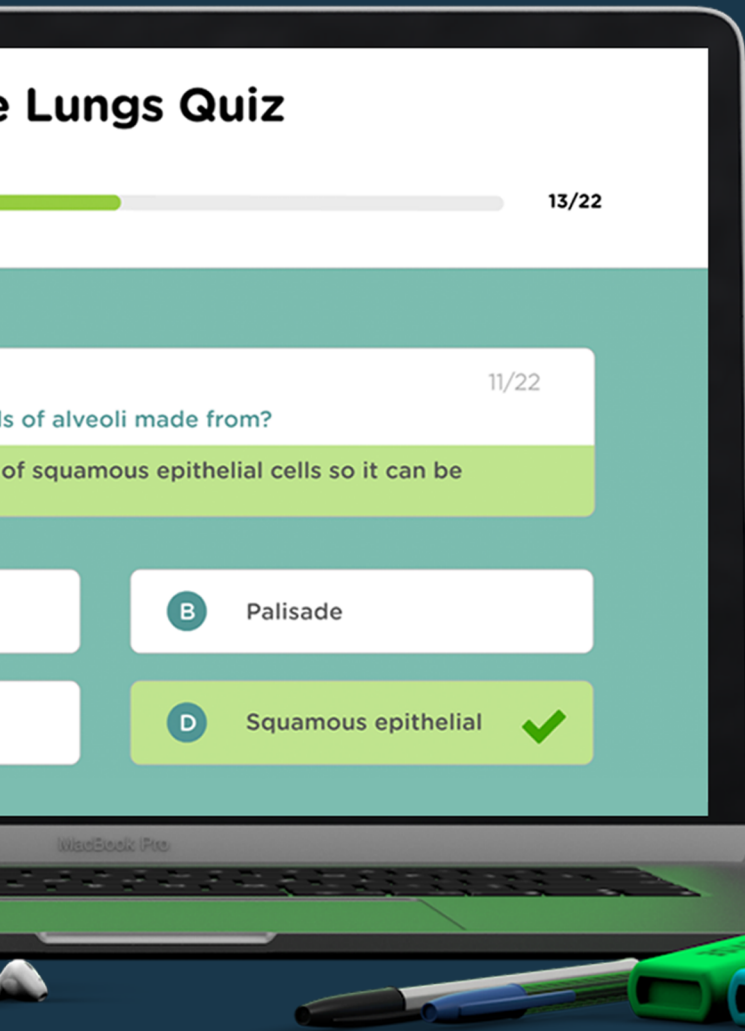 e Lungs Quiz
13/22
11/22
ls of alveoli made from?
of squamous epithelial cells so it can be
B Palisade
D Squamous epithelial
MacBook Pro